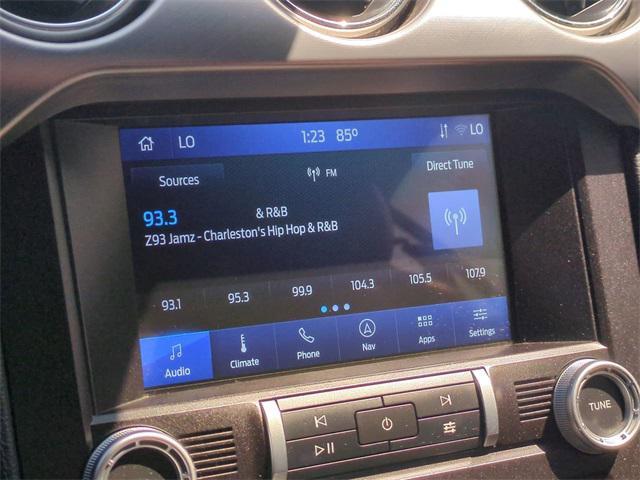 LO 1:23 85º LO
Sources FM Direct Tune
93.3 & R&B
Z93 Jamz - Charleston's Hip Hop & R&B
93.1 95.3 99.9 104.3 105.5 107.9
Audio Climate Phone Nav Apps Settings
TUNE